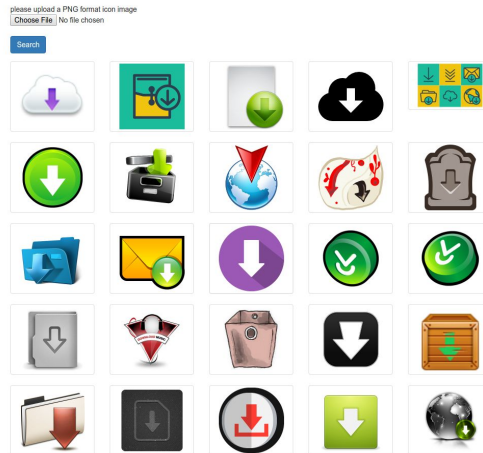 please upload a PNG format icon image
Choose File No file chosen
Search